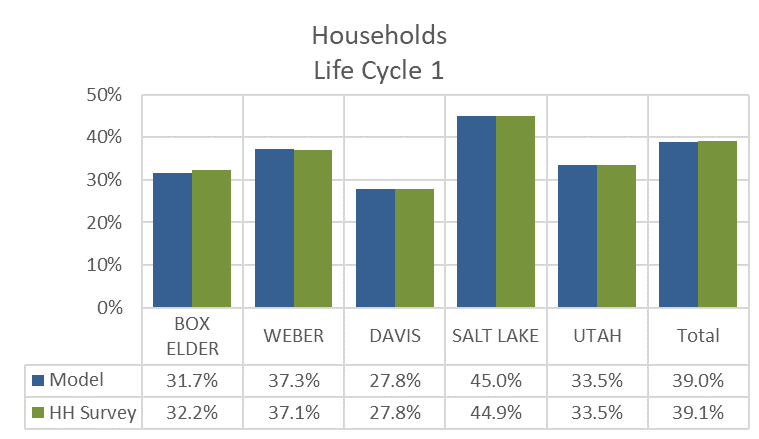 Households
Life Cycle 1
50%
40%
30%
20%
10%
0%
BOX ELDER WEBER DAVIS SALT LAKE UTAH Total
Model 31.7% 37.3% 27.8% 45.0% 33.5% 39.0%
HH Survey 32.2% 37.1% 27.8% 44.9% 33.5% 39.1%